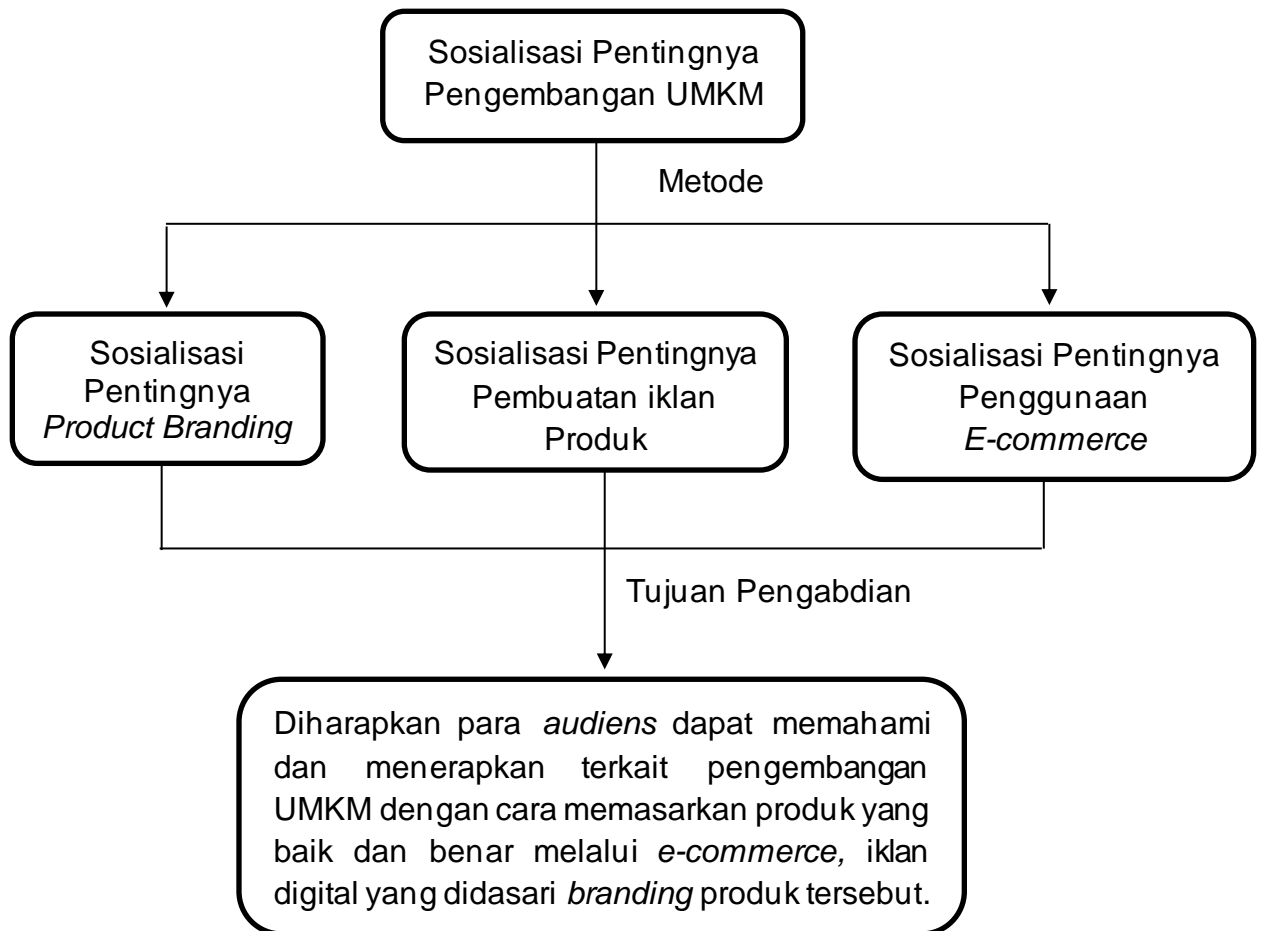 Sosialisasi Pentingnya
Pengembangan UMKM
Metode
Sosialisasi
Pentingnya
Product Branding
Sosialisasi Pentingnya
Pembuatan iklan
Produk
Sosialisasi Pentingnya
Penggunaan
E-commerce
Tujuan Pengabdian
Diharapkan para audiens dapat memahami
dan menerapkan terkait pengembangan
UMKM dengan cara memasarkan produk yang
baik dan benar melalui e-commerce, iklan
digital yang didasari branding produk tersebut.